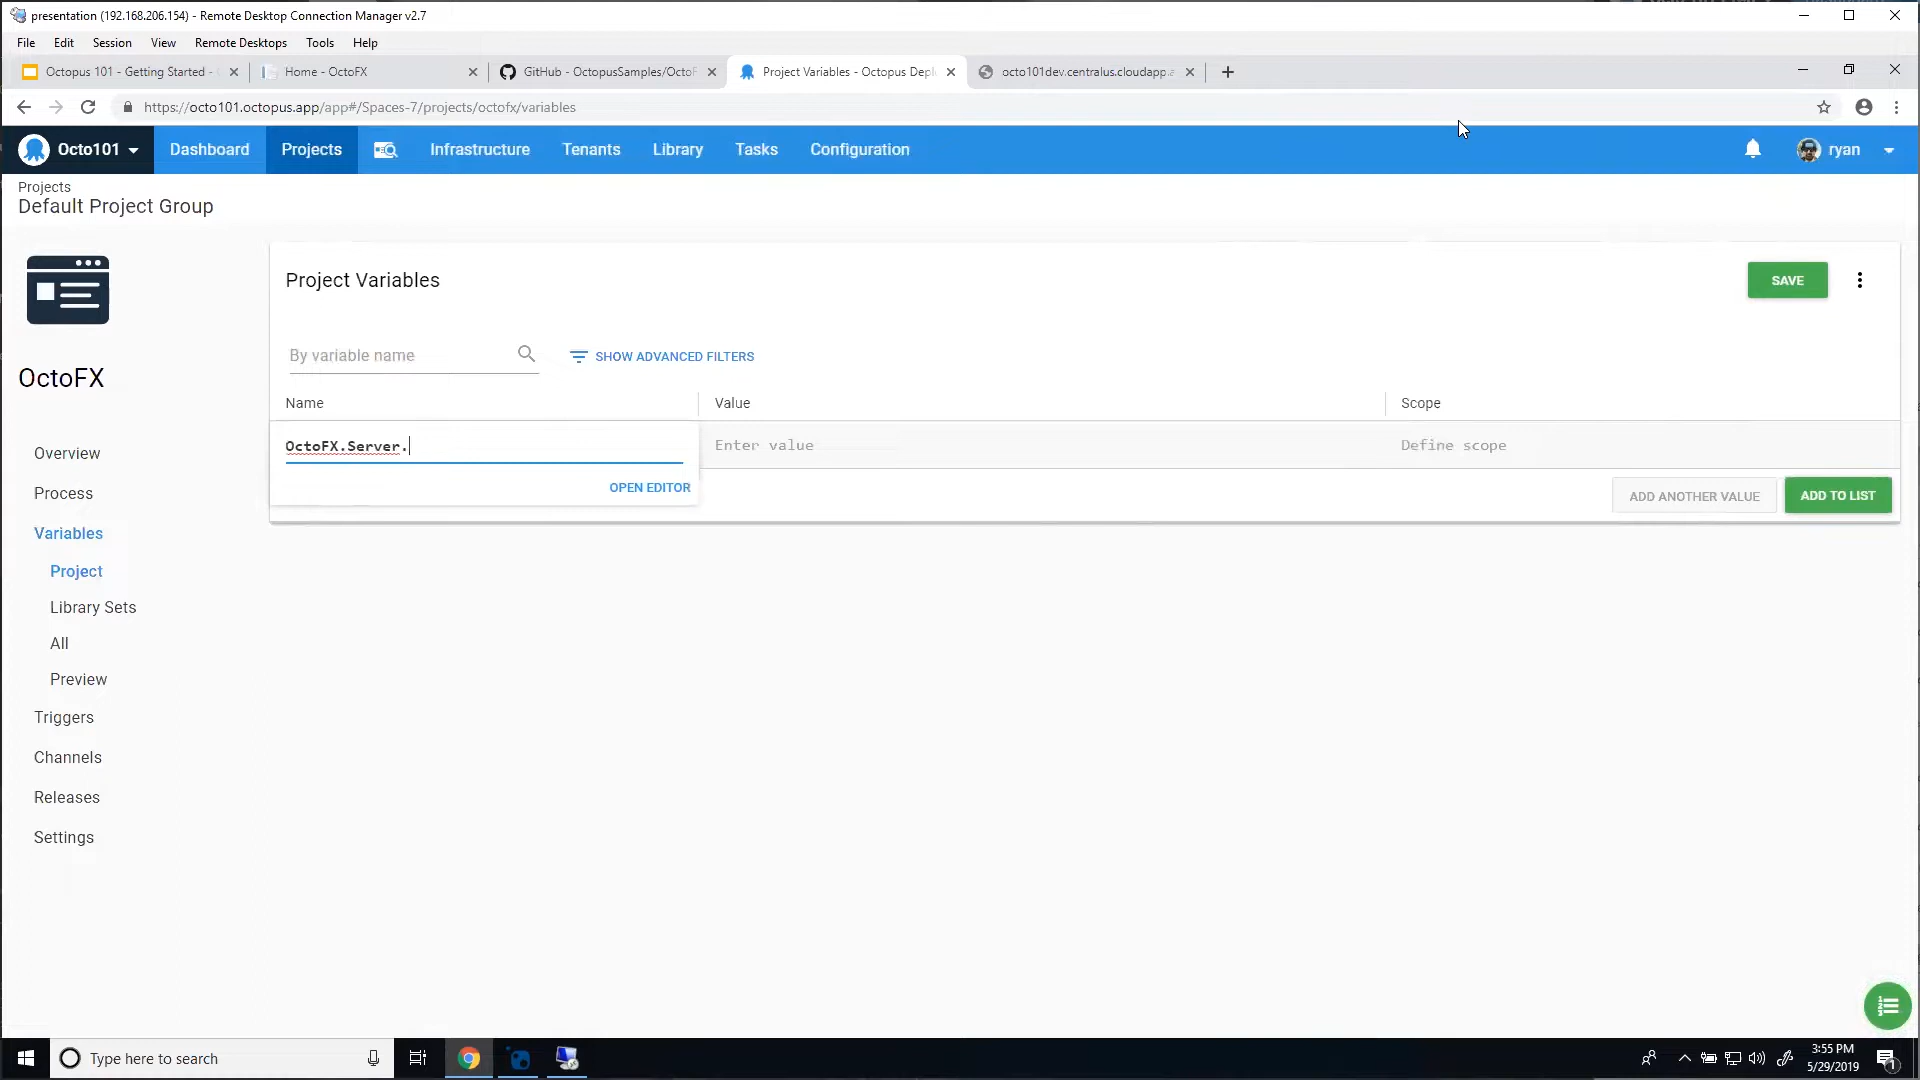 presentation (192.168.206.154) - Remote Desktop Connection Manager v2.7
File Edit Session View Remote Desktops Tools Help
Octopus 101 - Getting Started - Home - OctoFX GitHub - OctopusSamples/OctoF Project Variables - Octopus Depl octo101dev.centralus.cloudapp.a
https://octo101.octopus.app/app#/Spaces-7/projects/octofx/variables
Octo101 Dashboard Projects Infrastructure Tenants Library Tasks Configuration ryan
Projects
Default Project Group
Project Variables SAVE
By variable name SHOW ADVANCED FILTERS
OctoFX
Name Value Scope
OctoFX.Server. Enter value Define scope
Overview
OPEN EDITOR ADD ANOTHER VALUE ADD TO LIST
Process
Variables
Project
Library Sets
All
Preview
Triggers
Channels
Releases
Settings
Type here to search
3:55 PM
5/29/2019
1